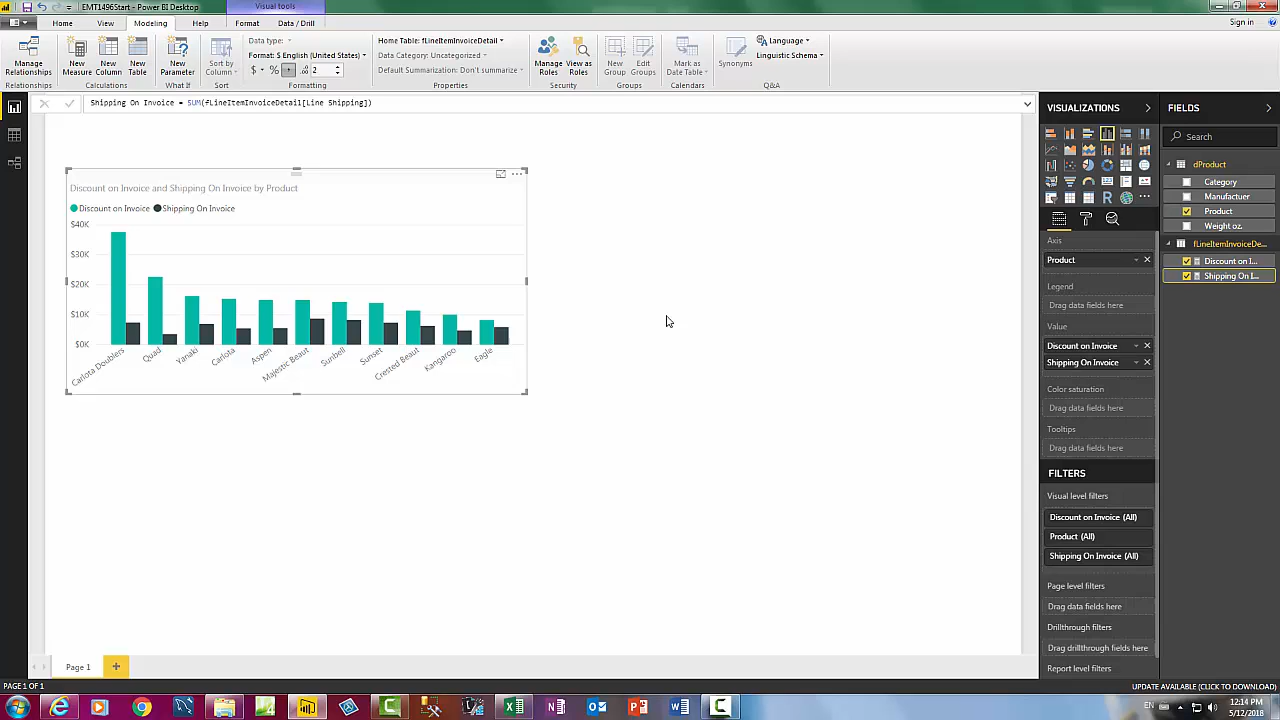 EMT1496Start - Power BI Desktop
Visual tools
Home
View
Modeling
Help
Format
Data / Drill
Sign in
Manage Relationships
Relationships
New Measure
New Column
New Table
Calculations
New Parameter
What If
Sort by Column
Sort
Data type:
Format: $ English (United States)
$ % , .00 2
Formatting
Home Table: fLineItemInvoiceDetail
Data Category: Uncategorized
Default Summarization: Don't summarize
Properties
Manage Roles
View as Roles
Security
New Group
Edit Groups
Groups
Mark as Date Table
Calendars
Synonyms
Language
Linguistic Schema
Q&A
Shipping On Invoice = SUM(fLineItemInvoiceDetail[Line Shipping])
Discount on Invoice and Shipping On Invoice by Product
Discount on Invoice Shipping On Invoice
$40K
$30K
$20K
$10K
$0K
Carlota Doublers
Quad
Yanaki
Carlota
Aspen
Majestic Beaut
Sunbell
Sunset
Crested Beaut
Kangaroo
Eagle
VISUALIZATIONS
R
Axis
Product
Legend
Drag data fields here
Value
Discount on Invoice
Shipping On Invoice
Color saturation
Drag data fields here
Tooltips
Drag data fields here
FILTERS
Visual level filters
Discount on Invoice (All)
Product (All)
Shipping On Invoice (All)
Page level filters
Drag data fields here
Drillthrough filters
Drag drillthrough fields here
Report level filters
FIELDS
Search
dProduct
Category
Manufactuer
Product
Weight oz.
fLineItemInvoiceDe...
Discount on I...
Shipping On I...
Page 1
PAGE 1 OF 1
UPDATE AVAILABLE (CLICK TO DOWNLOAD)
EN
12:14 PM
5/12/2018